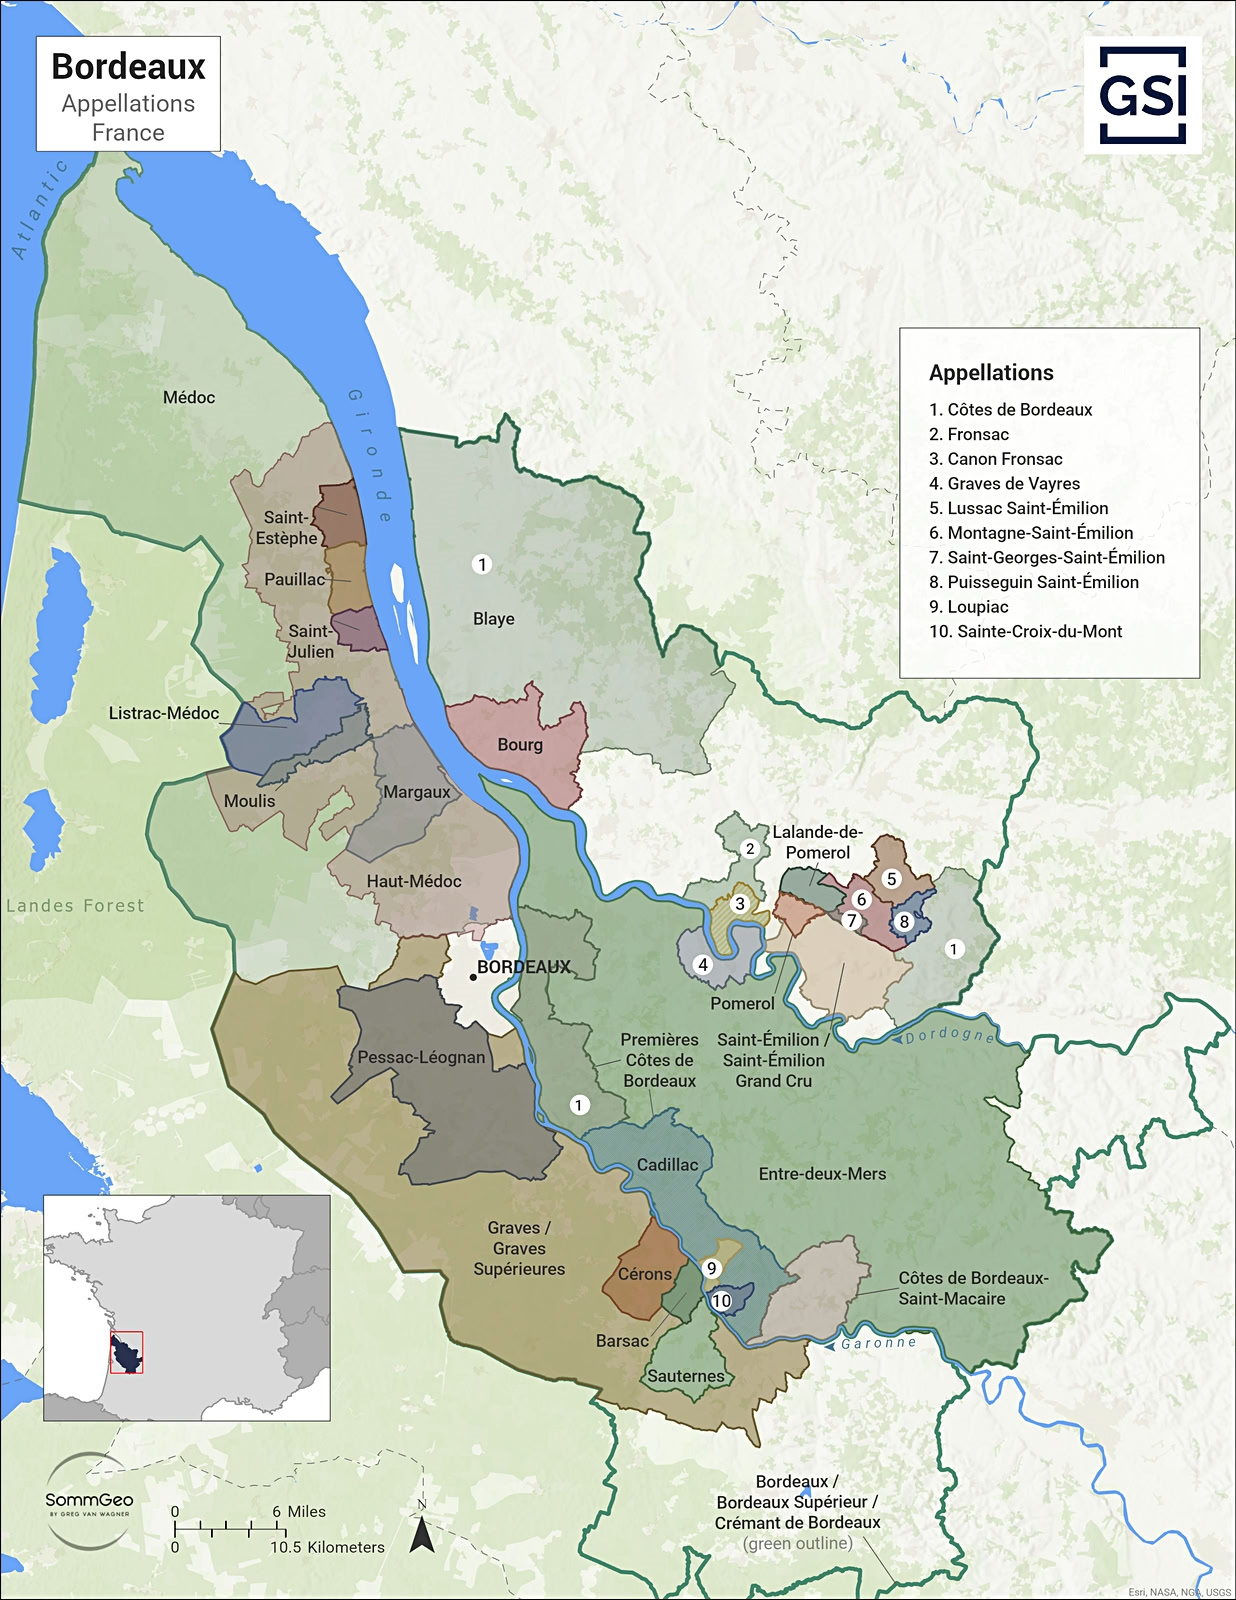 Bordeaux
Appellations
France
GSI
Atlantic
Gironde
Médoc
Saint-
Estèphe
Pauillac
Saint-
Julien
Listrac-Médoc
Moulis
Margaux
Haut-Médoc
Landes Forest
1
Blaye
Bourg
Appellations
1. Côtes de Bordeaux
2. Fronsac
3. Canon Fronsac
4. Graves de Vayres
5. Lussac Saint-Émilion
6. Montagne-Saint-Émilion
7. Saint-Georges-Saint-Émilion
8. Puisseguin Saint-Émilion
9. Loupiac
10. Sainte-Croix-du-Mont
Lalande-de-
Pomerol
2
3
4
5
6
7
8
1
BORDEAUX
Pomerol
Saint-Émilion /
Saint-Émilion
Grand Cru
Dordogne
Premières
Côtes de
Bordeaux
Pessac-Léognan
1
Cadillac
Entre-deux-Mers
Graves /
Graves
Supérieures
Cérons
9
10
Côtes de Bordeaux-
Saint-Macaire
Barsac
Garonne
Sauternes
Bordeaux /
Bordeaux Supérieur /
Crémant de Bordeaux
(green outline)
SommGeo
BY GREG VAN WAGNER
0 6 Miles
0 10.5 Kilometers
N
Esri, NASA, NGA, USGS